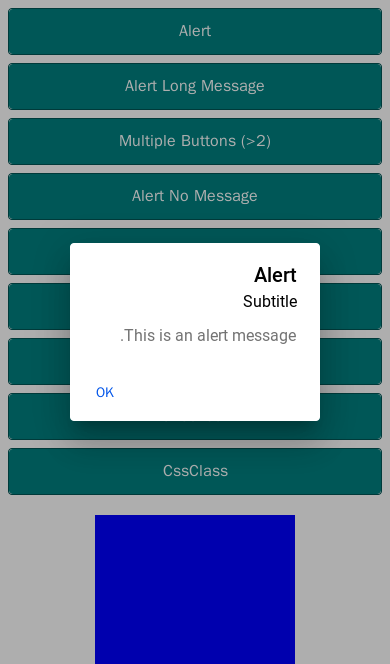 Alert
Alert Long Message
Multiple Buttons (>2)
Alert No Message
Alert
Subtitle
.This is an alert message
OK
CssClass